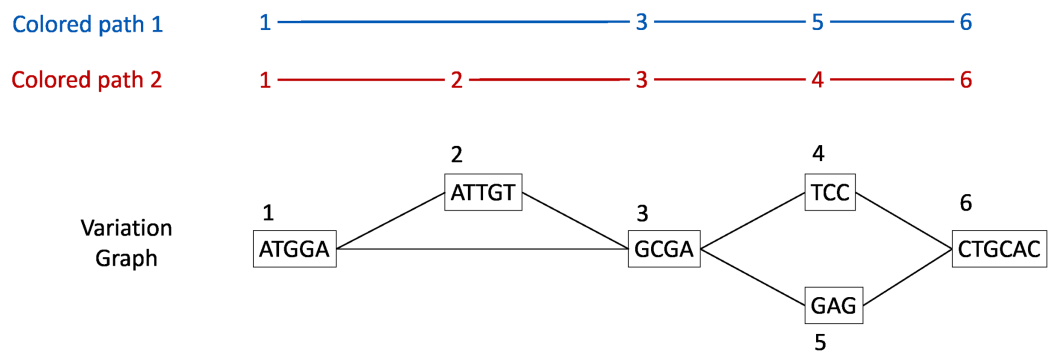 Colored path 1 1 3 5 6
Colored path 2 1 2 3 4 6
2 4
ATTGT TCC
1 3 6
Variation
Graph
ATGGA GCGA CTGCAC
GAG
5